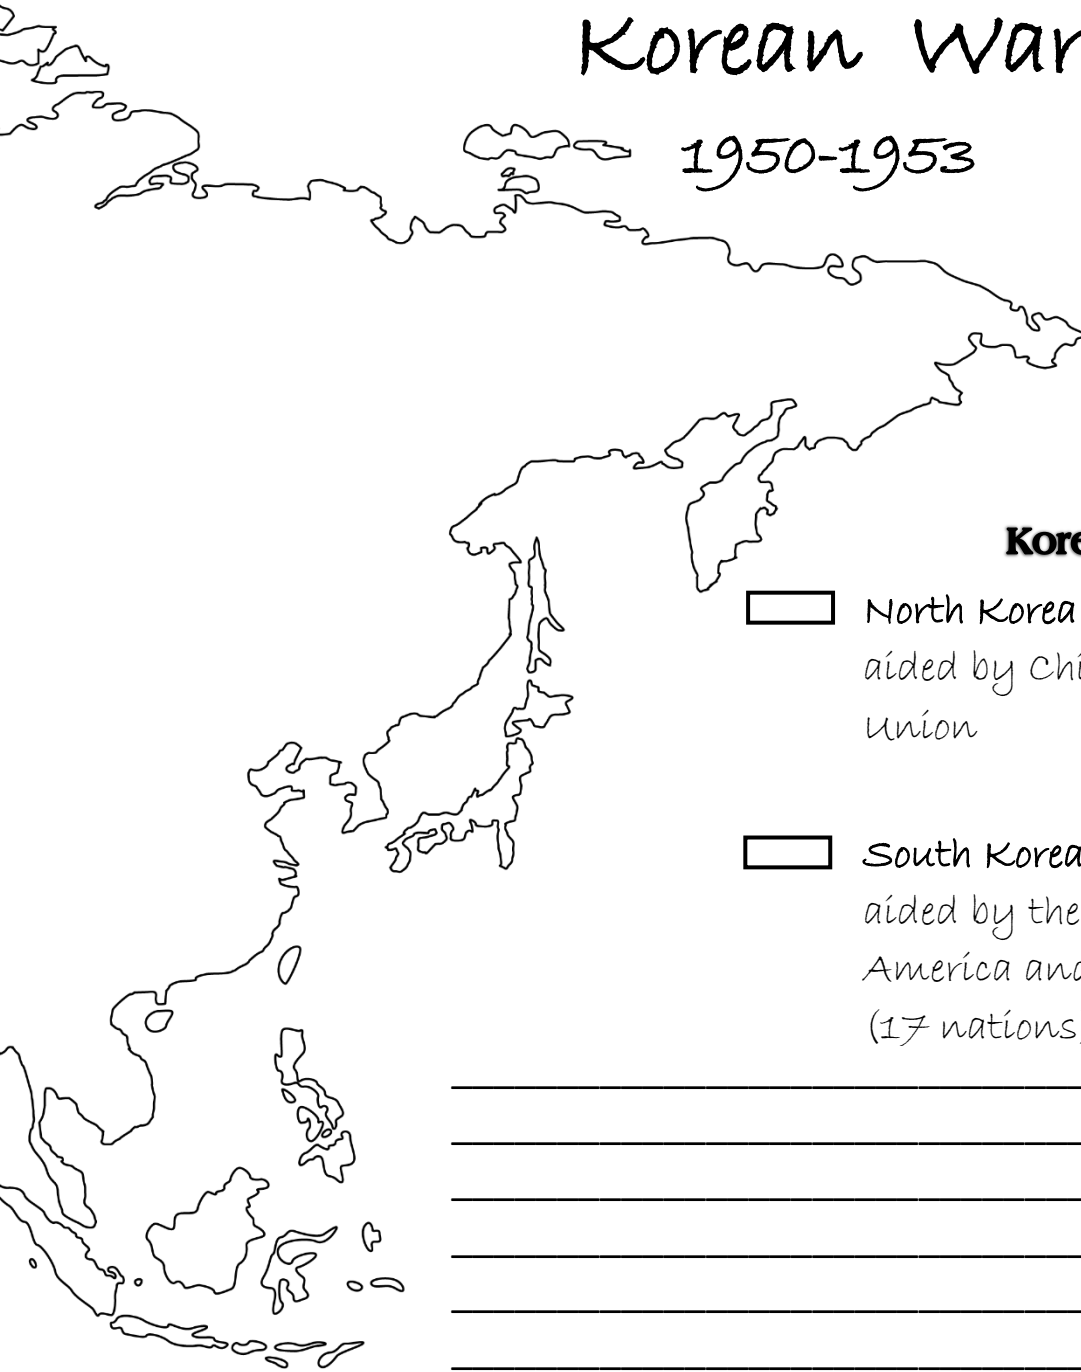 Korean War
1950-1953
Kore
North Korea
aided by Chi
Union
South Korea
aided by the
America and
(17 nations,